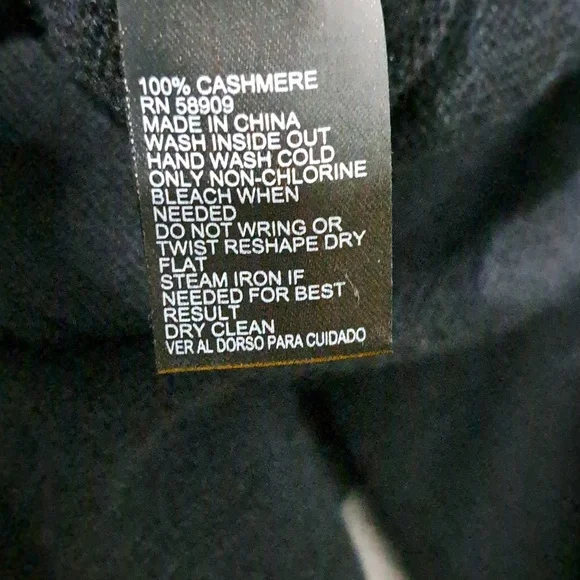 100% CASHMERE
RN 58909
MADE IN CHINA
WASH INSIDE OUT
HAND WASH COLD
ONLY NON-CHLORINE
BLEACH WHEN
NEEDED
DO NOT WRING OR
TWIST RESHAPE DRY
FLAT
STEAM IRON IF
NEEDED FOR BEST
RESULT
DRY CLEAN
VER AL DORSO PARA CUIDADO